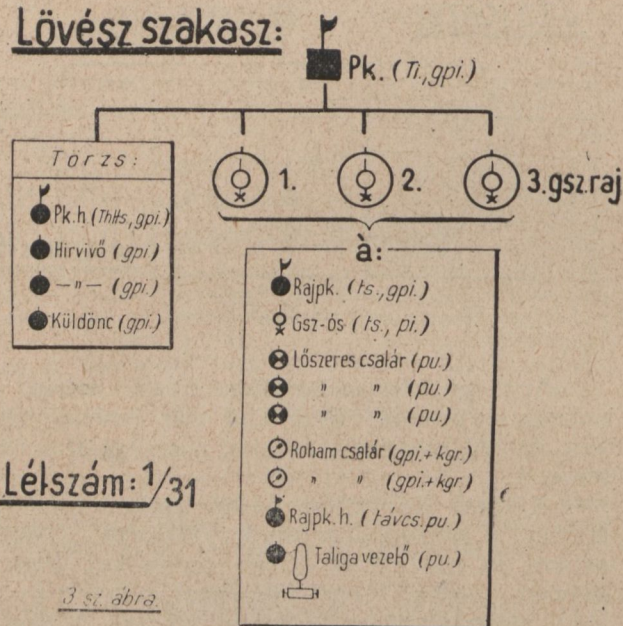 Lövész szakasz:
Pk. (Ti., gpi.)
Törzs:
Pk.h. (ThHs, gpi.)
Hirvivő (gpi.)
— " — (gpi.)
Küldönc (gpi.)
1.
2.
3. gsz. raj
à:
Rajpk. (ts., gpi.)
Gsz-ós (ts., pi.)
Lőszeres csatár (pu.)
" " (pu.)
" " (pu.)
Roham csatár (gpi. + kgr.)
" " (gpi. + kgr.)
Rajpk. h. (távcs. pu.)
Taliga vezető (pu.)
Létszám: 1/31
3 sz. ábra.